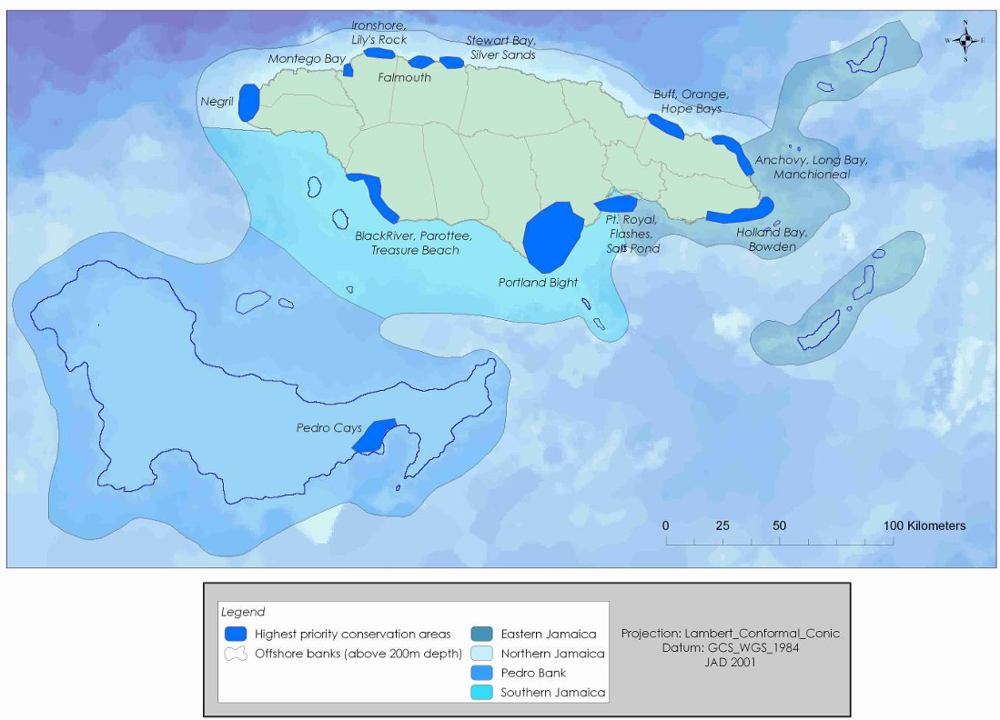 Ironshore,
Lily's Rock
Stewart Bay,
Silver Sands
N
W
E
S
Montego Bay
Falmouth
Negril
Buff, Orange,
Hope Bays
Anchovy, Long Bay,
Manchioneal
BlackRiver, Parottee,
Treasure Beach
Pt. Royal,
Flashes,
Salt Pond
Holland Bay,
Bowden
Portland Bight
Pedro Cays
0 25 50 100 Kilometers
Legend
Highest priority conservation areas
Offshore banks (above 200m depth)
Eastern Jamaica
Northern Jamaica
Pedro Bank
Southern Jamaica
Projection: Lambert_Conformal_Conic
Datum: GCS_WGS_1984
JAD 2001